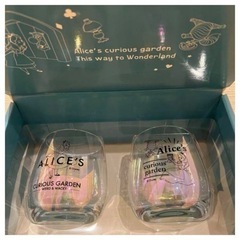 Alice's curious garden
This way to Wonderland
ALICE'S
CURIOUS GARDEN
Alice's
curious
garden